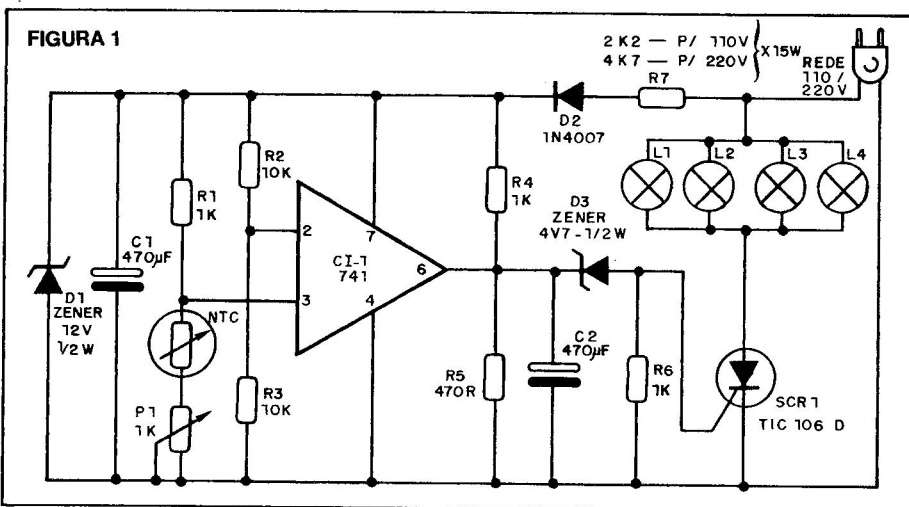 FIGURA 1
2K2 — P/ 110V
4K7 — P/ 220V
X15W
REDE
110/
220V
R7
D2
1N4007
L1
L2
L3
L4
R2
10K
R1
1K
R4
1K
D3
ZENER
4V7-1/2W
C1
470µF
2
7
CI-1
741
6
3
4
D1
ZENER
12V
1/2W
NTC
C2
470µF
R5
470R
R6
1K
P1
1K
R3
10K
SCR1
TIC 106 D